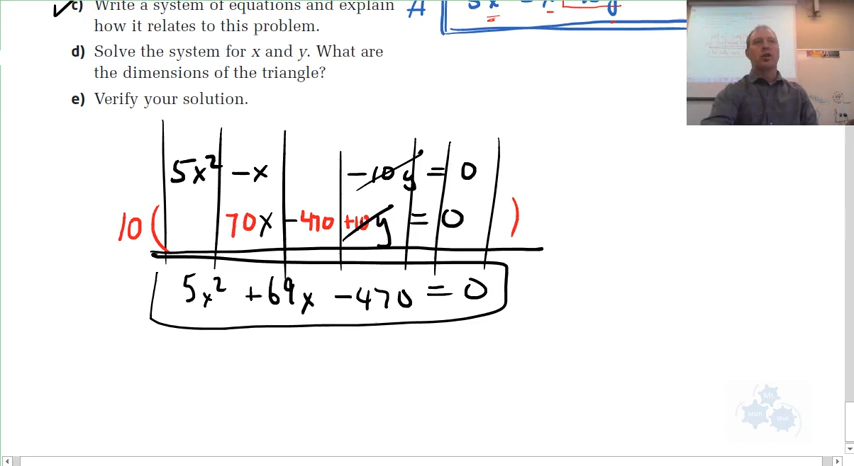 c) Write a system of equations and explain
how it relates to this problem.
d) Solve the system for x and y. What are
the dimensions of the triangle?
e) Verify your solution.
A
5x² - x - 10y = 0
10( 70x - 470 + 10y = 0 )
5x² + 69x - 470 = 0